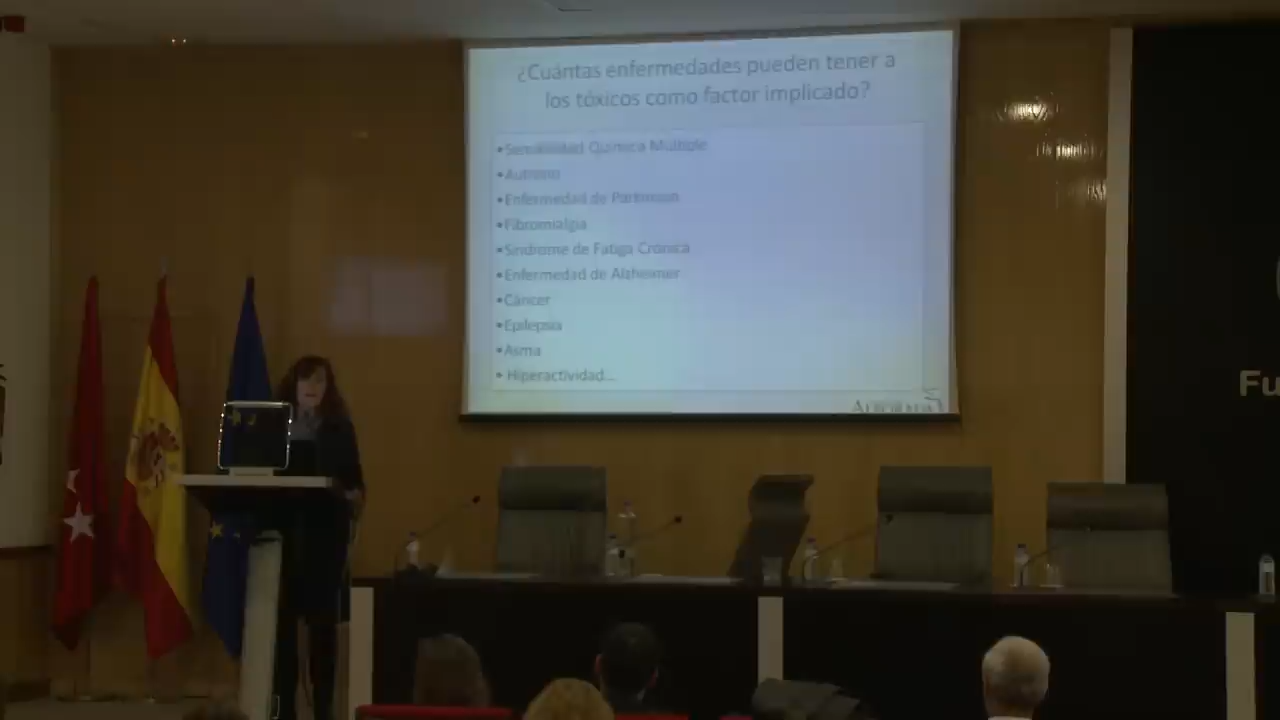 ¿Cuántas enfermedades pueden tener a
los tóxicos como factor implicado?
•Sensibilidad Química Múltiple
•Autismo
•Enfermedad de Parkinson
•Fibromialgia
•Síndrome de Fatiga Crónica
•Enfermedad de Alzheimer
•Cáncer
•Epilepsia
•Asma
• Hiperactividad...
Fu